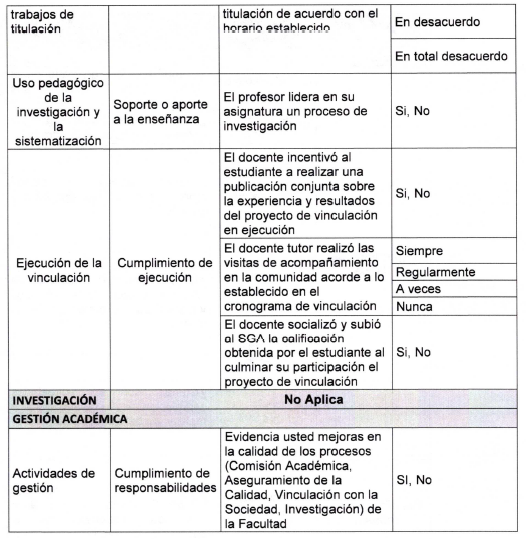 trabajos de
titulación
titulación de acuerdo con el
horario establecido
En desacuerdo
En total desacuerdo
Uso pedagógico
de la
investigación y
la
sistematización
Soporte o aporte
a la enseñanza
El profesor lidera en su
asignatura un proceso de
investigación
Si, No
Ejecución de la
vinculación
Cumplimiento de
ejecución
El docente incentivó al
estudiante a realizar una
publicación conjunta sobre
la experiencia y resultados
del proyecto de vinculación
en ejecución
Si, No
El docente tutor realizó las
visitas de acompañamiento
en la comunidad acorde a lo
establecido en el
cronograma de vinculación
Siempre
Regularmente
A veces
Nunca
El docente socializó y subió
al SGA la calificación
obtenida por el estudiante al
culminar su participación el
proyecto de vinculación
Si, No
INVESTIGACIÓN
No Aplica
GESTIÓN ACADÉMICA
Actividades de
gestión
Cumplimiento de
responsabilidades
Evidencia usted mejoras en
la calidad de los procesos
(Comisión Académica,
Aseguramiento de la
Calidad, Vinculación con la
Sociedad, Investigación) de
la Facultad
SI, No